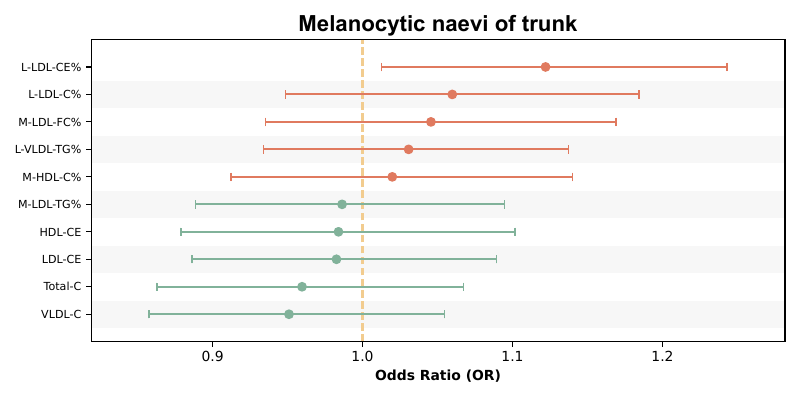 Melanocytic naevi of trunk
L-LDL-CE%
L-LDL-C%
M-LDL-FC%
L-VLDL-TG%
M-HDL-C%
M-LDL-TG%
HDL-CE
LDL-CE
Total-C
VLDL-C
0.9 1.0 1.1 1.2
Odds Ratio (OR)